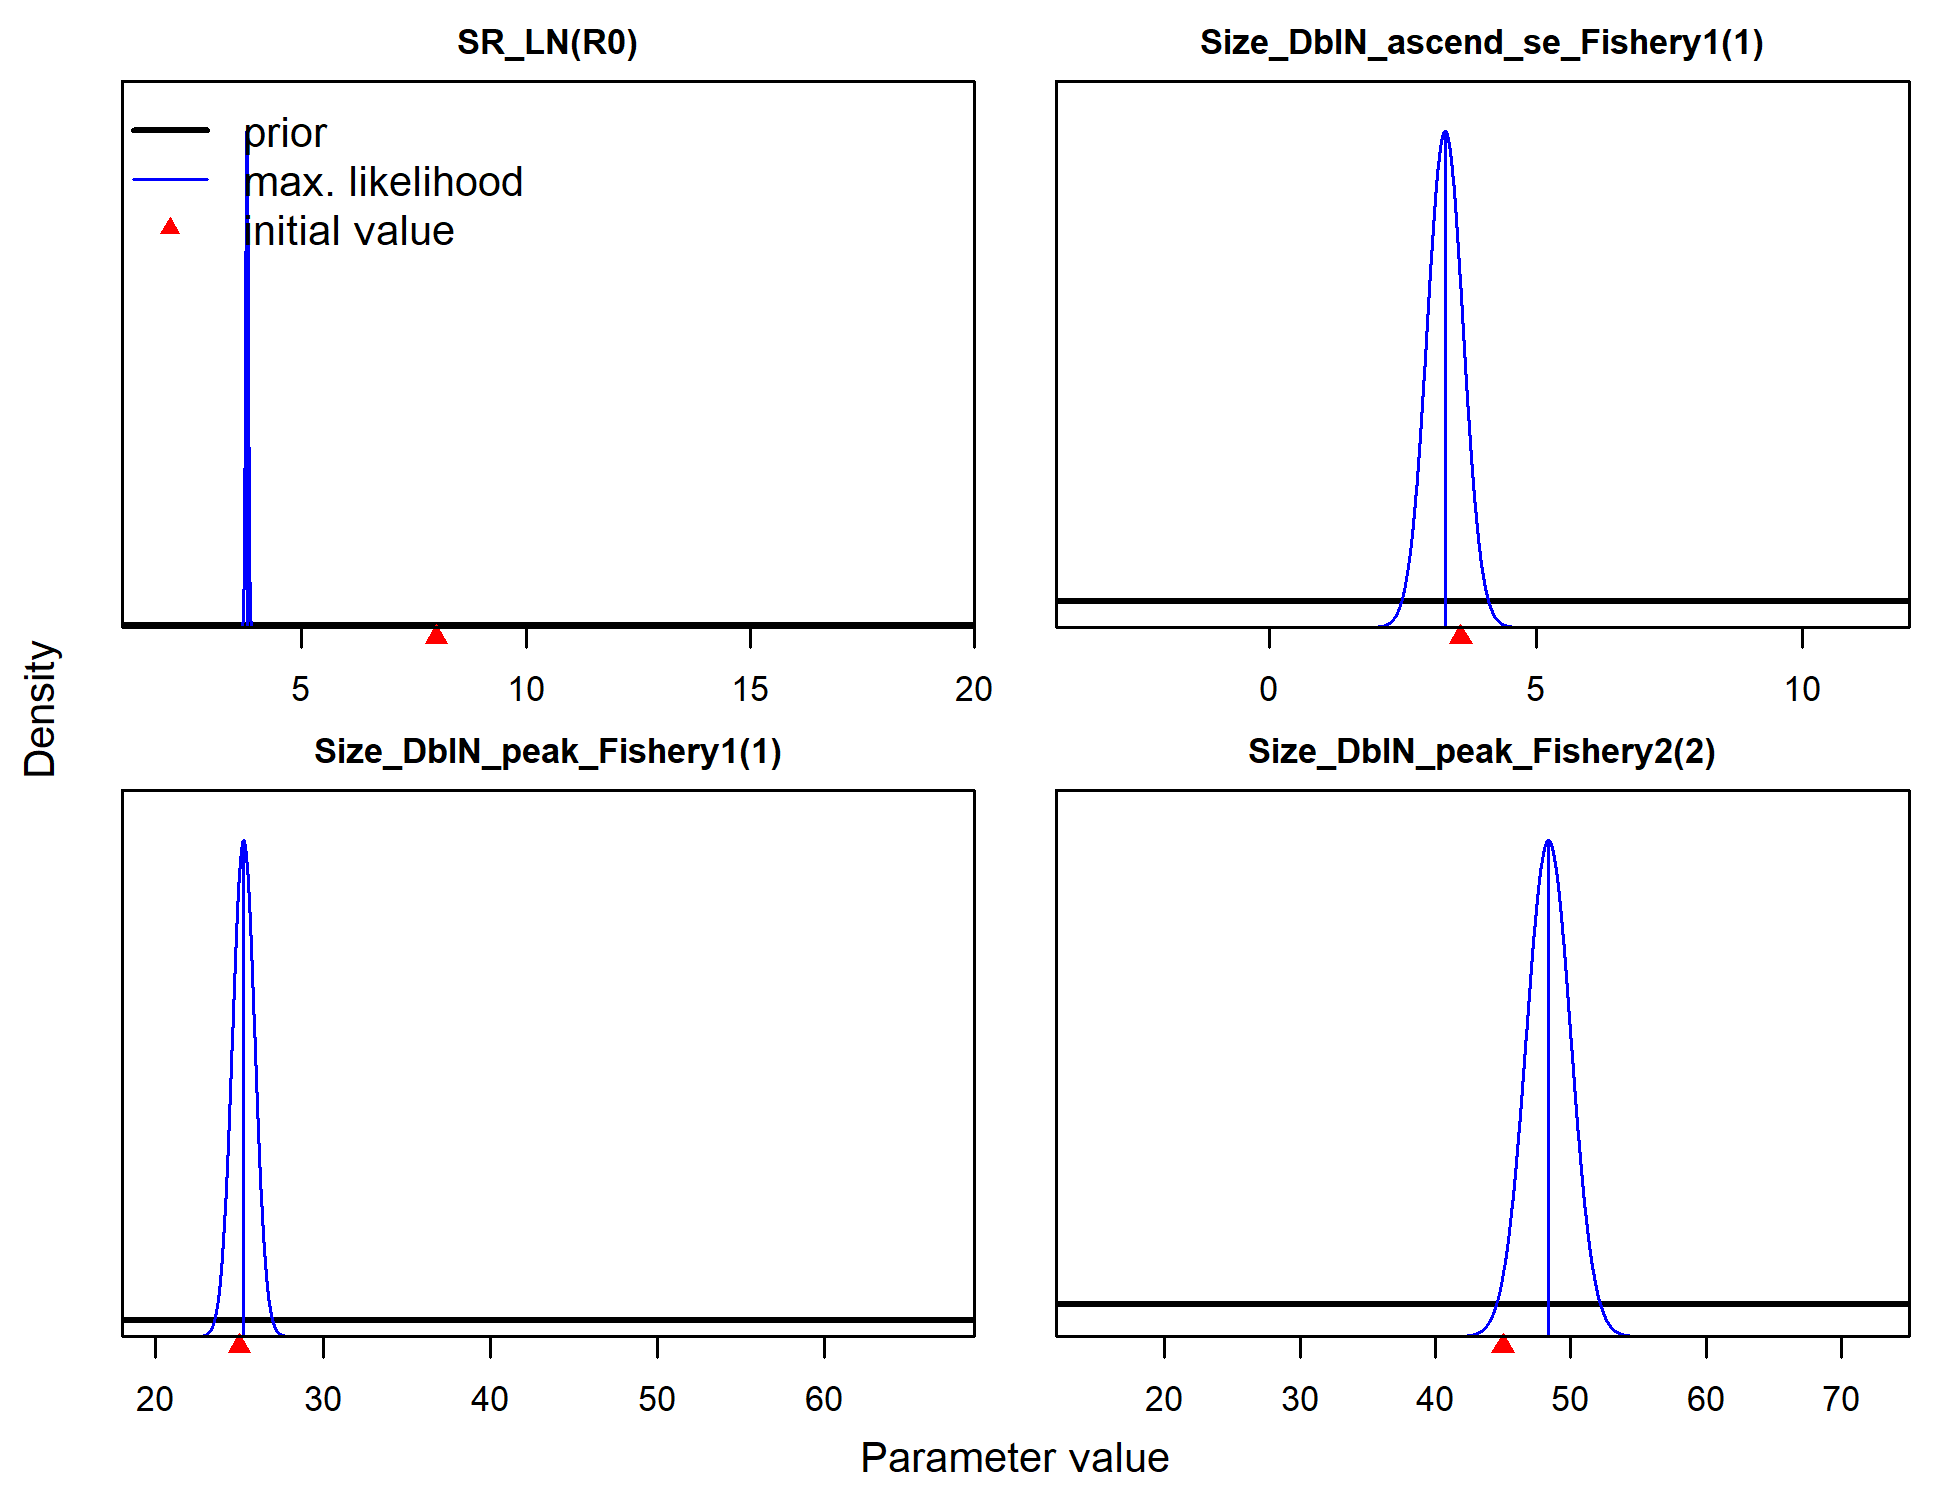 SR_LN(R0)
Size_DblN_ascend_se_Fishery1(1)
prior
max. likelihood
initial value
5 10 15 20
0 5 10
Density
Size_DblN_peak_Fishery1(1)
Size_DblN_peak_Fishery2(2)
20 30 40 50 60
20 30 40 50 60 70
Parameter value